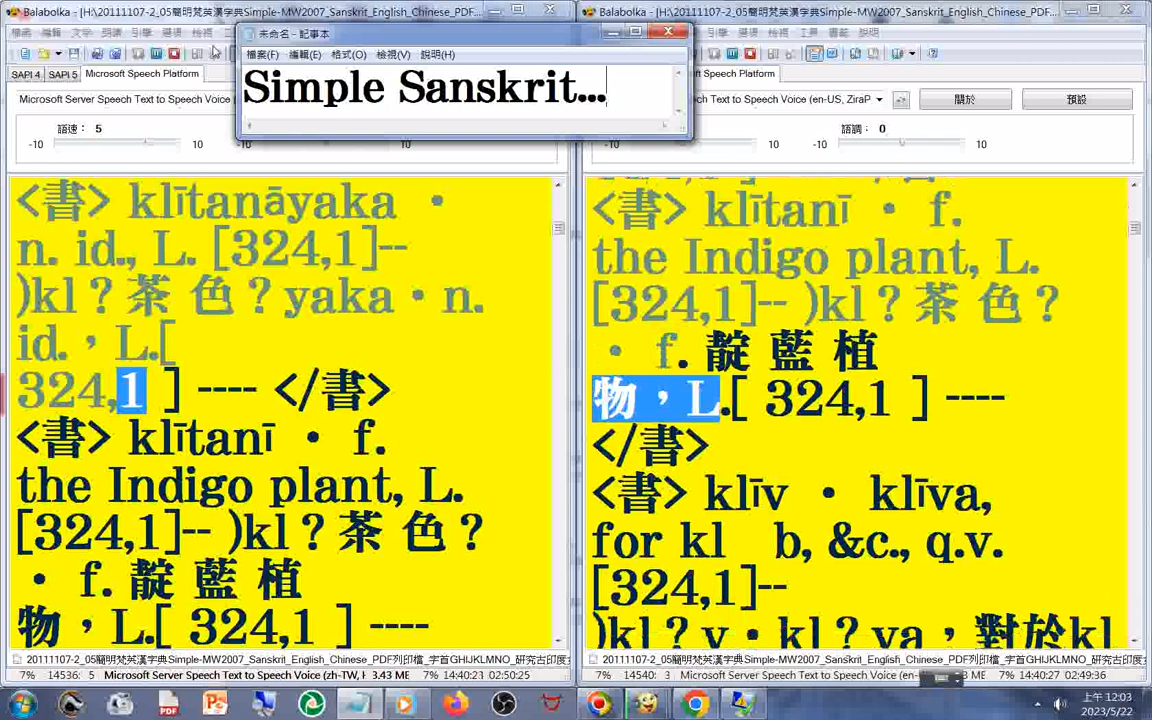 Balabolka - [H:\20111107-2_05簡明梵英漢字典Simple-MW2007_Sanskrit_English_Chinese_PDF...
Balabolka - [H:\20111107-2_05簡明梵英漢字典Simple-MW2007_Sanskrit_English_Chinese_PDF...
未命名 - 記事本
檔案(F) 編輯(E) 格式(O) 檢視(V) 說明(H)
Simple Sanskrit...
SAPI 4 SAPI 5 Microsoft Speech Platform
Speech Platform
Microsoft Server Speech Text to Speech Voice
Text to Speech Voice (en-US, ZiraP
關於
預設
語速： 5
-10 10 10
語調： 0
10 -10 10
<書> klītanāyaka •
n. id., L. [324,1]--
)kl？茶 色？yaka•n.
id.，L.[
324,1 ] ---- </書>
<書> klītanī • f.
the Indigo plant, L.
[324,1]-- )kl？茶 色？
• f. 靛 藍 植
物，L.[ 324,1 ] ----
<書> klītanī • f.
the Indigo plant, L.
[324,1]-- )kl？茶 色？
• f. 靛 藍 植
物，L.[ 324,1 ] ----
</書>
<書> klīv • klīva,
for kl b, &c., q.v.
[324,1]--
)kl？v•kl？va，對於kl
20111107-2_05簡明梵英漢字典Simple-MW2007_Sanskrit_English_Chinese_PDF列印檔_字首GHIJKLMNO_研究古印度
20111107-2_05簡明梵英漢字典Simple-MW2007_Sanskrit_English_Chinese_PDF列印檔_字首GHIJKLMNO_研究古印度
7% 14536: 5 Microsoft Server Speech Text to Speech Voice (zh-TW, H 3.43 ME 7% 14:40:23 02:50:25
7% 14540: 3 Microsoft Server Speech Text to Speech Voice 7% 14:40:27 02:49:36
上午 12:03
2023/5/22